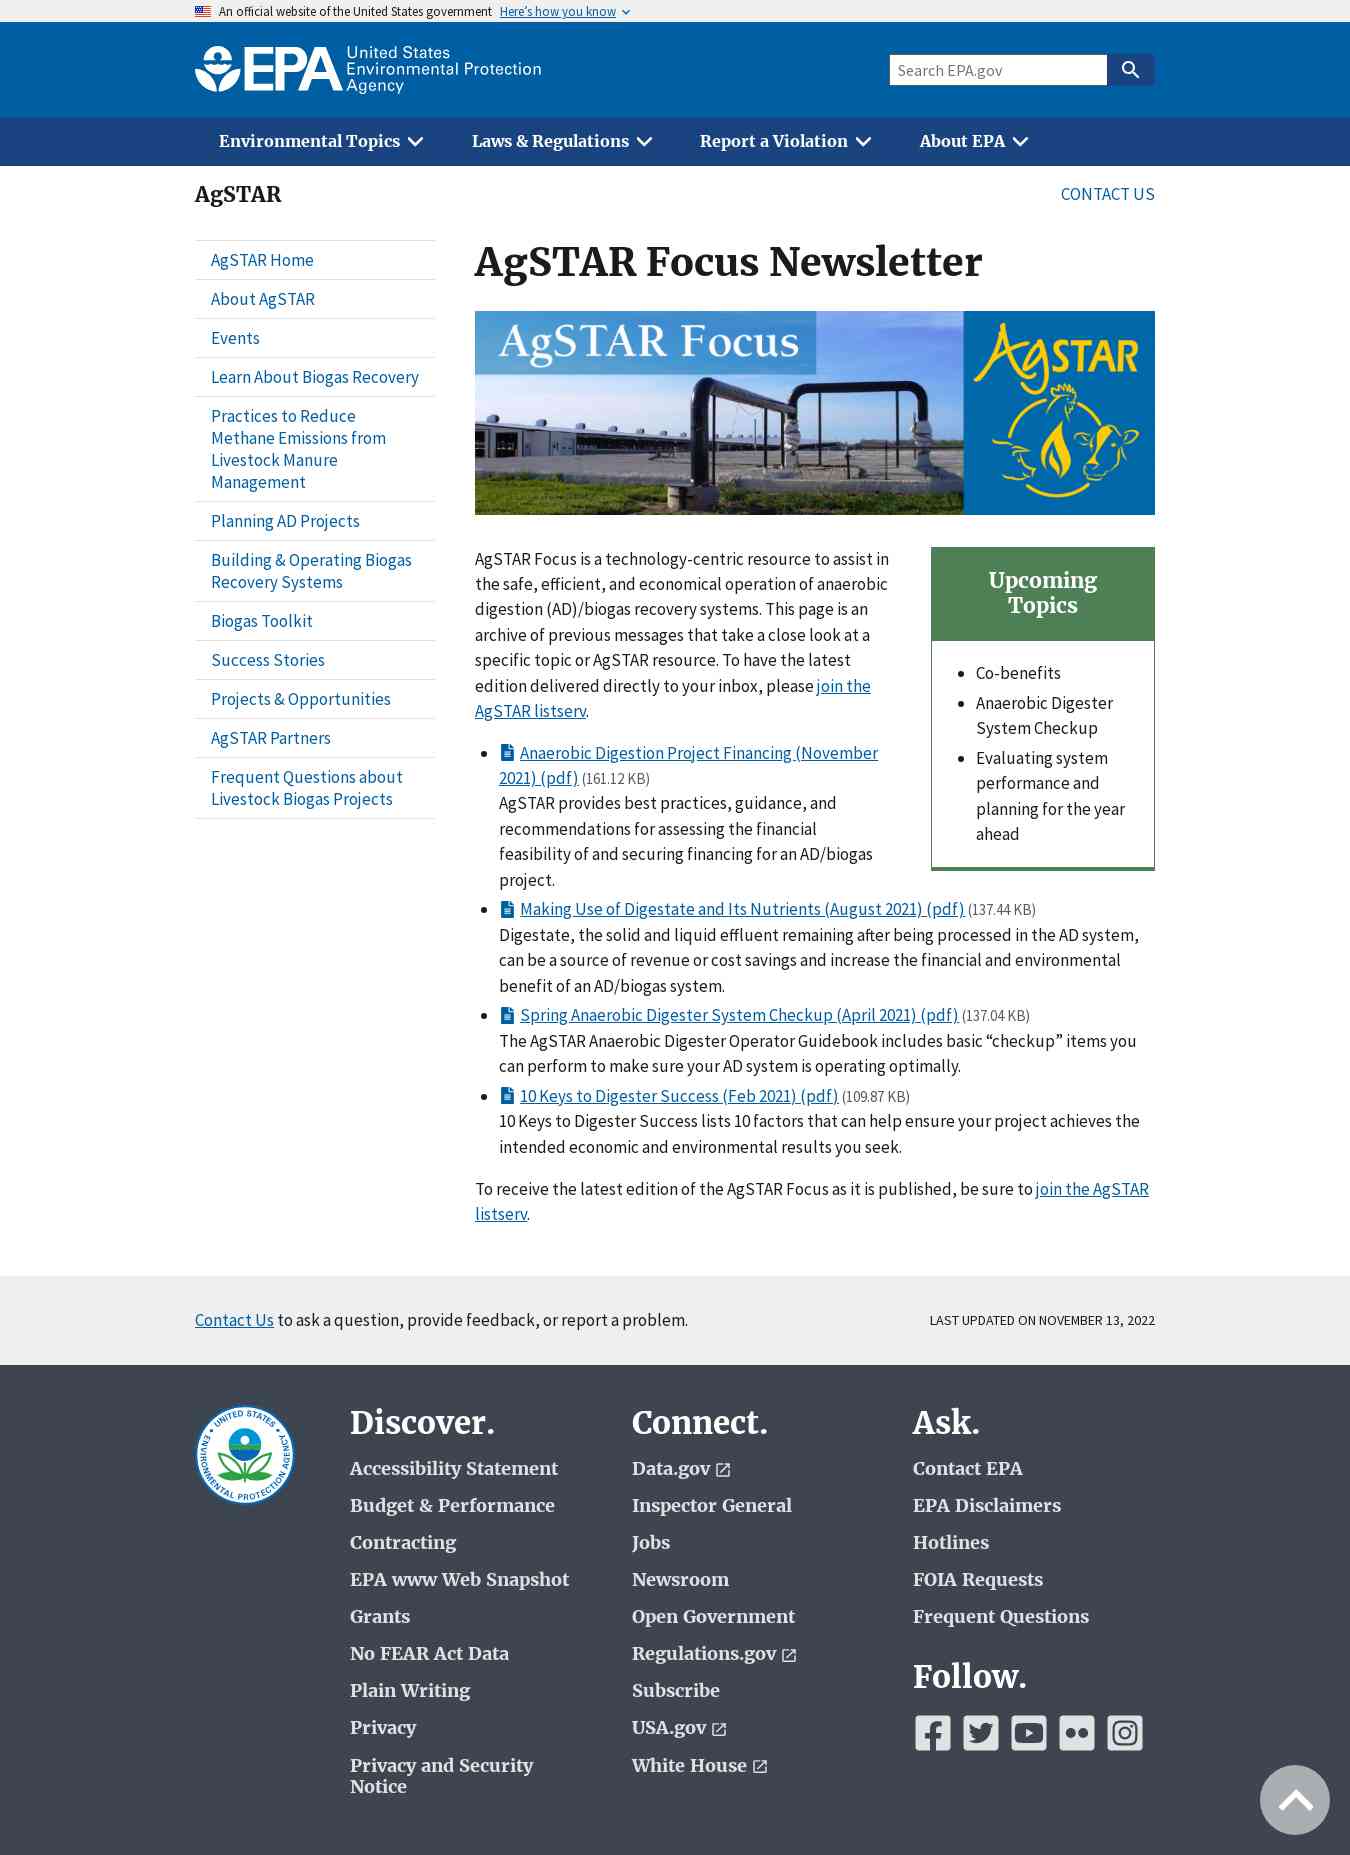 An official website of the United States government Here's how you know
EPA United States
Environmental Protection
Agency
Search EPA.gov
Environmental Topics Laws & Regulations Report a Violation About EPA
AgSTAR
CONTACT US
AgSTAR Home
About AgSTAR
Events
Learn About Biogas Recovery
Practices to Reduce
Methane Emissions from
Livestock Manure
Management
Planning AD Projects
Building & Operating Biogas
Recovery Systems
Biogas Toolkit
Success Stories
Projects & Opportunities
AgSTAR Partners
Frequent Questions about
Livestock Biogas Projects
AgSTAR Focus Newsletter
AgSTAR Focus
AgSTAR
AgSTAR Focus is a technology-centric resource to assist in
the safe, efficient, and economical operation of anaerobic
digestion (AD)/biogas recovery systems. This page is an
archive of previous messages that take a close look at a
specific topic or AgSTAR resource. To have the latest
edition delivered directly to your inbox, please join the
AgSTAR listserv.
Upcoming
Topics
Co-benefits
Anaerobic Digester
System Checkup
Evaluating system
performance and
planning for the year
ahead
Anaerobic Digestion Project Financing (November
2021) (pdf) (161.12 KB)
AgSTAR provides best practices, guidance, and
recommendations for assessing the financial
feasibility of and securing financing for an AD/biogas
project.
Making Use of Digestate and Its Nutrients (August 2021) (pdf) (137.44 KB)
Digestate, the solid and liquid effluent remaining after being processed in the AD system,
can be a source of revenue or cost savings and increase the financial and environmental
benefit of an AD/biogas system.
Spring Anaerobic Digester System Checkup (April 2021) (pdf) (137.04 KB)
The AgSTAR Anaerobic Digester Operator Guidebook includes basic “checkup” items you
can perform to make sure your AD system is operating optimally.
10 Keys to Digester Success (Feb 2021) (pdf) (109.87 KB)
10 Keys to Digester Success lists 10 factors that can help ensure your project achieves the
intended economic and environmental results you seek.
To receive the latest edition of the AgSTAR Focus as it is published, be sure to join the AgSTAR
listserv.
Contact Us to ask a question, provide feedback, or report a problem.
LAST UPDATED ON NOVEMBER 13, 2022
UNITED STATES
ENVIRONMENTAL PROTECTION AGENCY
Discover.
Accessibility Statement
Budget & Performance
Contracting
EPA www Web Snapshot
Grants
No FEAR Act Data
Plain Writing
Privacy
Privacy and Security
Notice
Connect.
Data.gov
Inspector General
Jobs
Newsroom
Open Government
Regulations.gov
Subscribe
USA.gov
White House
Ask.
Contact EPA
EPA Disclaimers
Hotlines
FOIA Requests
Frequent Questions
Follow.